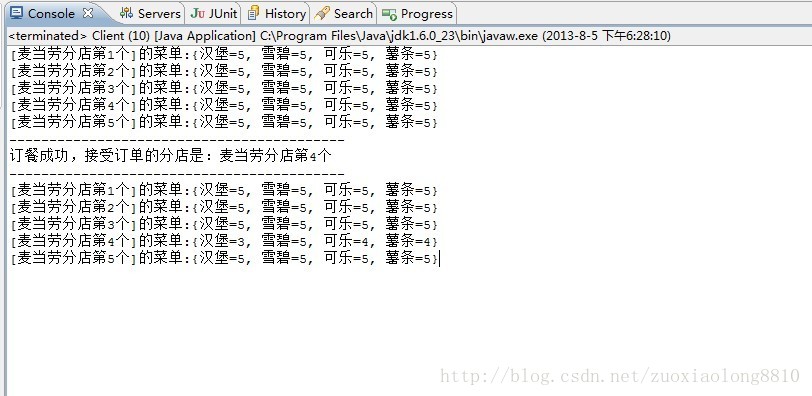 Console Servers JUnit History Search Progress
<terminated> Client (10) [Java Application] C:\Program Files\Java\jdk1.6.0_23\bin\javaw.exe (2013-8-5 下午6:28:10)
[麦当劳分店第1个]的菜单:{汉堡=5, 雪碧=5, 可乐=5, 薯条=5}
[麦当劳分店第2个]的菜单:{汉堡=5, 雪碧=5, 可乐=5, 薯条=5}
[麦当劳分店第3个]的菜单:{汉堡=5, 雪碧=5, 可乐=5, 薯条=5}
[麦当劳分店第4个]的菜单:{汉堡=5, 雪碧=5, 可乐=5, 薯条=5}
[麦当劳分店第5个]的菜单:{汉堡=5, 雪碧=5, 可乐=5, 薯条=5}
------------------------------------------
订餐成功，接受订单的分店是：麦当劳分店第4个
------------------------------------------
[麦当劳分店第1个]的菜单:{汉堡=5, 雪碧=5, 可乐=5, 薯条=5}
[麦当劳分店第2个]的菜单:{汉堡=5, 雪碧=5, 可乐=5, 薯条=5}
[麦当劳分店第3个]的菜单:{汉堡=5, 雪碧=5, 可乐=5, 薯条=5}
[麦当劳分店第4个]的菜单:{汉堡=3, 雪碧=5, 可乐=4, 薯条=4}
[麦当劳分店第5个]的菜单:{汉堡=5, 雪碧=5, 可乐=5, 薯条=5}
http://blog.csdn.net/zuoxiaolong8810